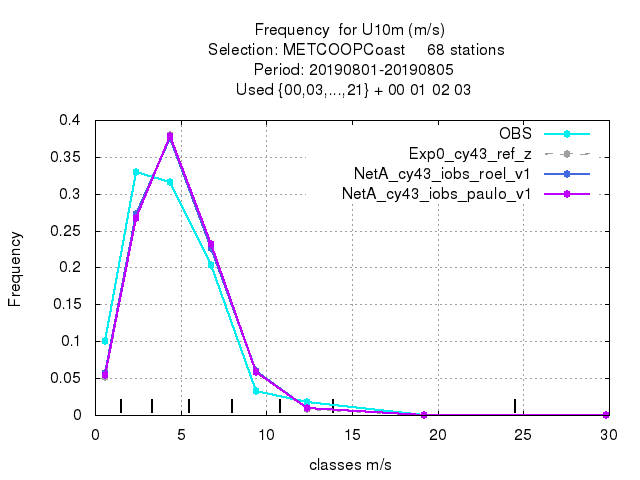 Frequency  for U10m (m/s)
Selection: METCOOPCoast     68 stations
Period: 20190801-20190805
Used {00,03,...,21} + 00 01 02 03
OBS
Exp0_cy43_ref_z
NetA_cy43_iobs_roel_v1
NetA_cy43_iobs_paulo_v1
Frequency
0.4
0.35
0.3
0.25
0.2
0.15
0.1
0.05
0
0 5 10 15 20 25 30
classes m/s